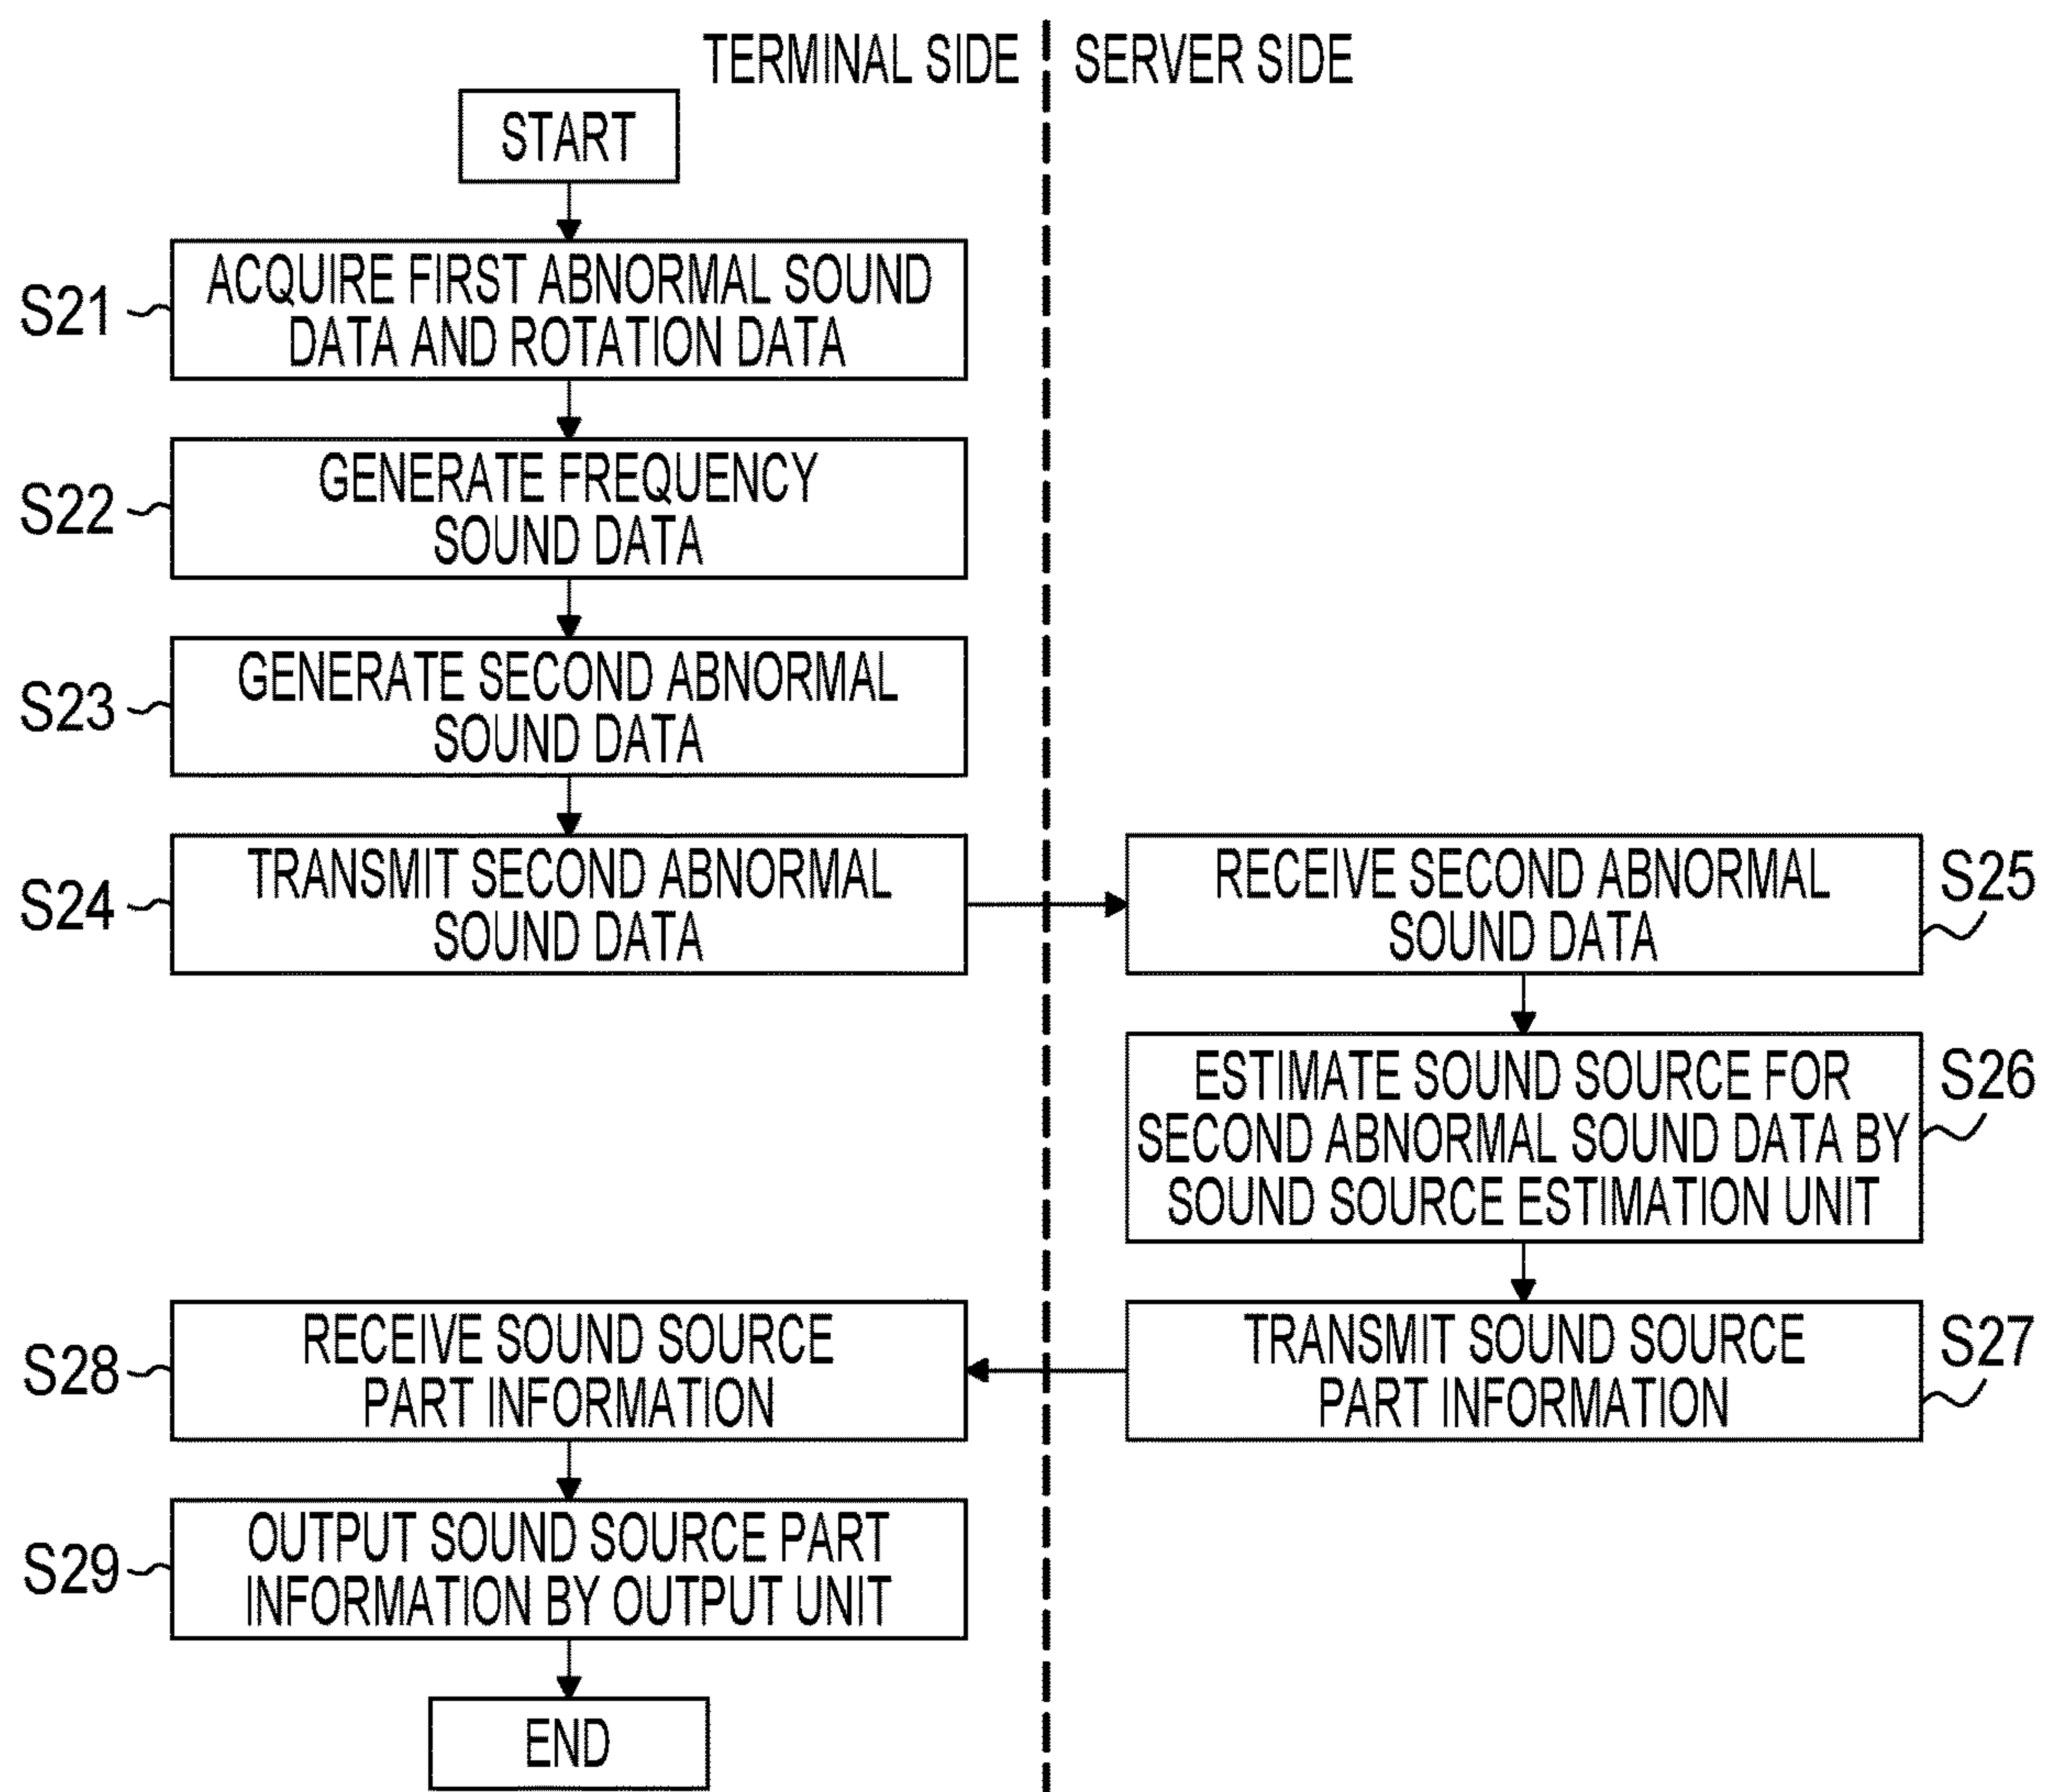 TERMINAL SIDE
SERVER SIDE
START
S21
ACQUIRE FIRST ABNORMAL SOUND
DATA AND ROTATION DATA
S22
GENERATE FREQUENCY
SOUND DATA
S23
GENERATE SECOND ABNORMAL
SOUND DATA
S24
TRANSMIT SECOND ABNORMAL
SOUND DATA
RECEIVE SECOND ABNORMAL
SOUND DATA
S25
ESTIMATE SOUND SOURCE FOR
SECOND ABNORMAL SOUND DATA BY
SOUND SOURCE ESTIMATION UNIT
S26
TRANSMIT SOUND SOURCE
PART INFORMATION
S27
S28
RECEIVE SOUND SOURCE
PART INFORMATION
S29
OUTPUT SOUND SOURCE PART
INFORMATION BY OUTPUT UNIT
END